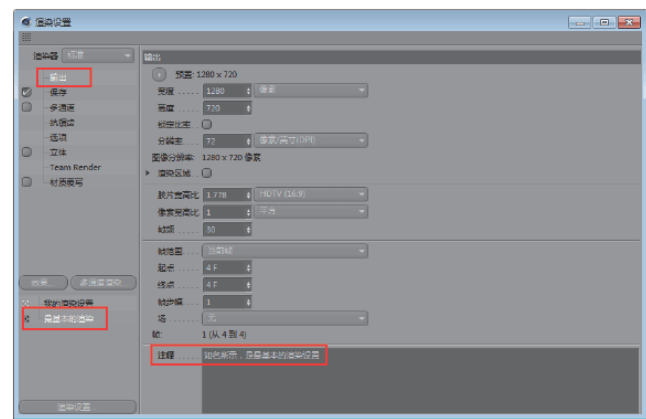 渲染设置
渲染器 标准
输出
保存
多通道
抗锯齿
选项
立体
Team Render
材质覆写
效果... 多通道渲染...
我的渲染设置
最基本的渲染
渲染设置...
输出
预置: 1280 x 720
宽度 ..... 1280 像素
高度 ..... 720
锁定比率..
分辨率.... 72 像素/英寸(DPI)
图像分辨率: 1280 x 720 像素
渲染区域..
胶片宽高比 1.778 HDTV (16:9)
像素宽高比 1 平方
帧频 ..... 30
帧范围.... 当前帧
起点 ..... 4 F
终点 ..... 4 F
帧步幅.... 1
场 ....... 无
帧: 1 (从 4 到 4)
注释 ..... 如名所示,是最基本的渲染设置